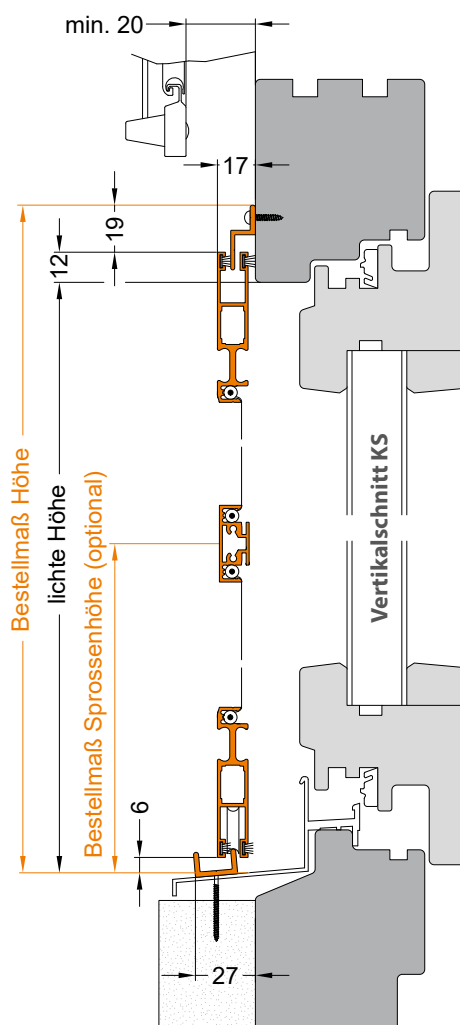 min. 20
17
19
12
Bestellmaß Höhe
lichte Höhe
Bestellmaß Sprossenhöhe (optional)
Vertikalschnitt KS
6
27